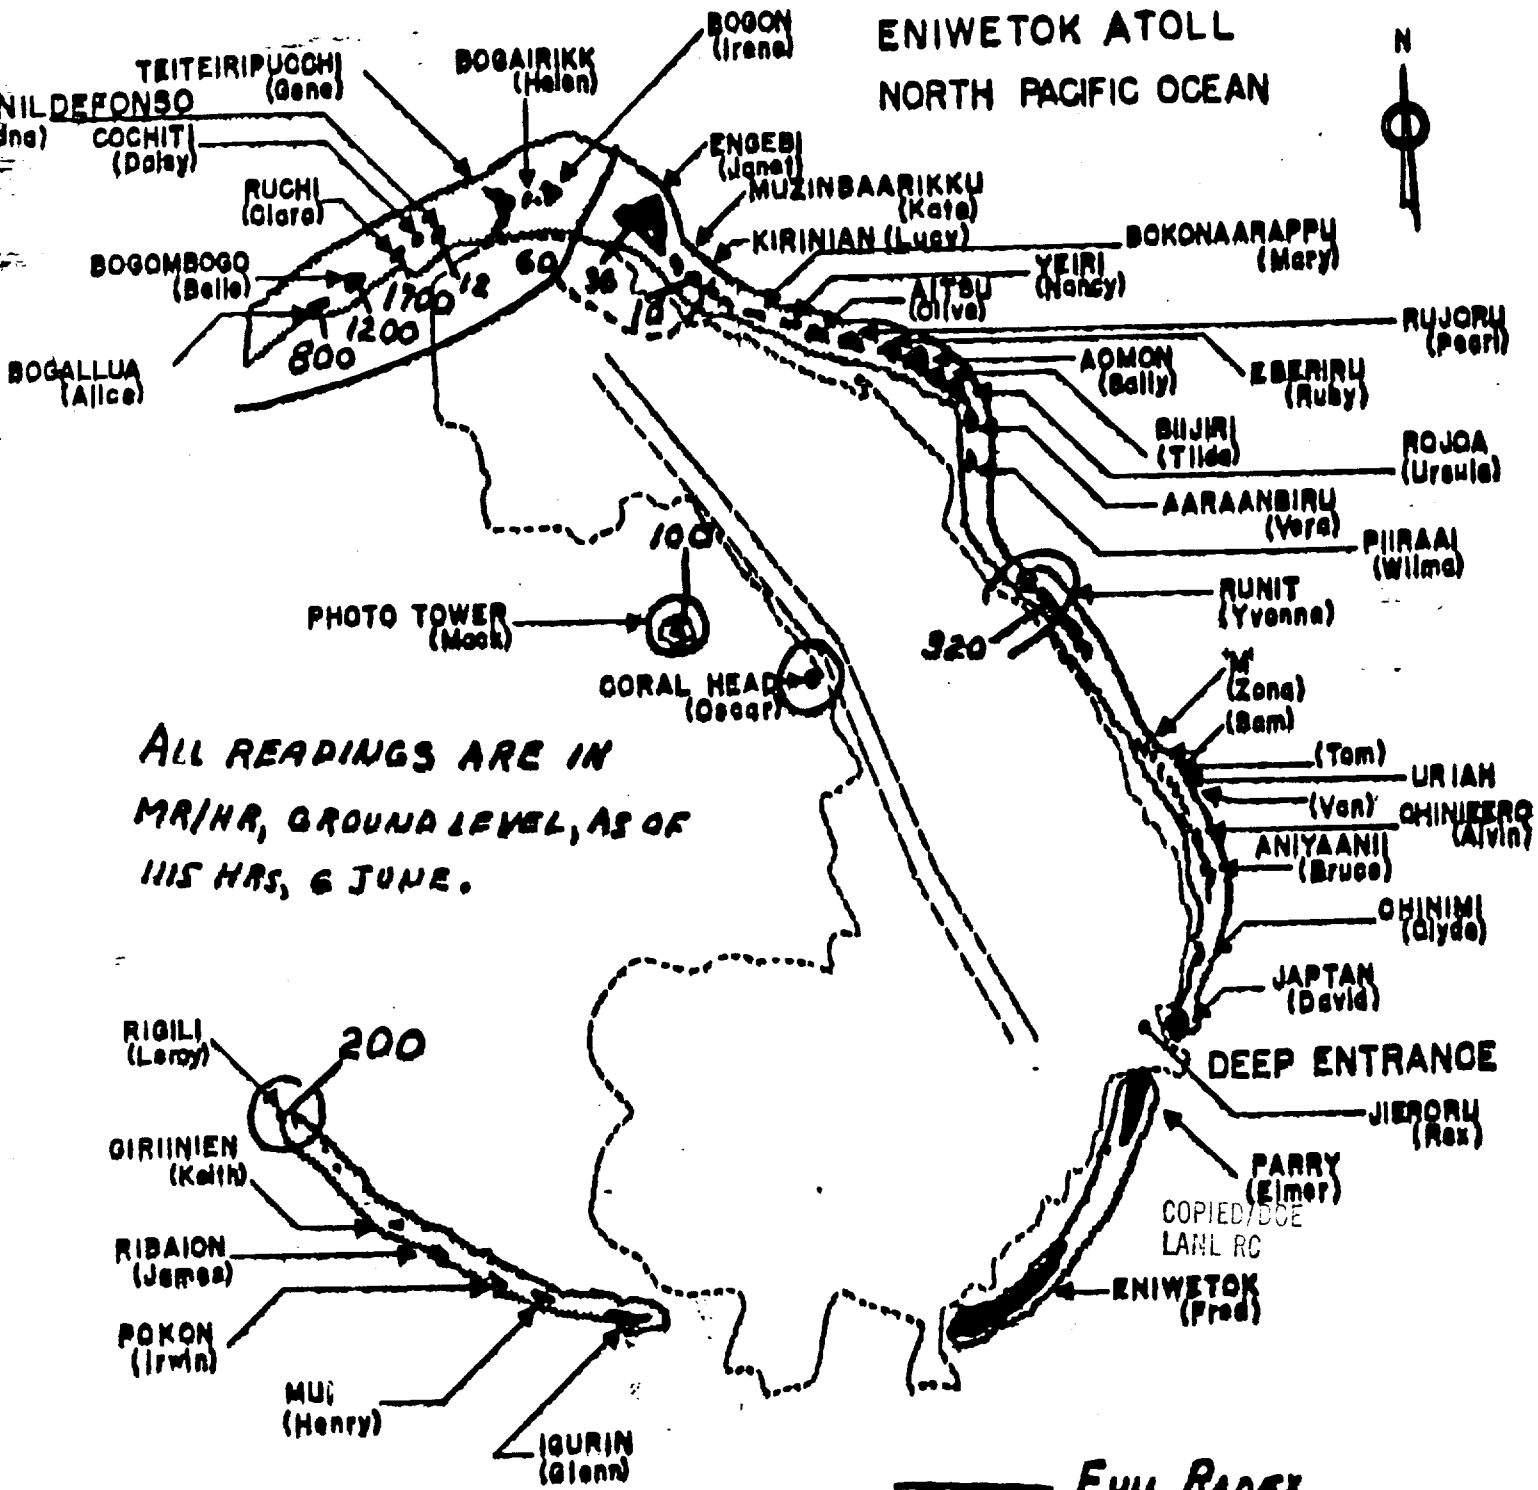 ENIWETOK ATOLL
NORTH PACIFIC OCEAN
N
BOGON
(Irene)
BOGAIRIKK
(Helen)
TEITEIRIPUCCHI
(Gene)
COCHITI
(Daisy)
RUCHI
(Clara)
BOGOMBOGO
(Belle)
BOGALLUA
(Alice)
ENGEBI
(Janet)
MUZINBAARIKKU
(Kate)
KIRINIAN (Lucy)
BOKONAARAPPU
(Mary)
YEIRI
(Nancy)
AITSU
(Olive)
RUJORU
(Pearl)
EBERIRU
(Ruby)
AOMON
(Sally)
BIIJIRI
(Tilda)
ROJOA
(Ursula)
AARAANBIRU
(Vera)
PIIRAAI
(Wilma)
RUNIT
(Yvonne)
800
1200
1700
12
60
36
10
100
PHOTO TOWER
(Mack)
CORAL HEAD
(Oscar)
320
"M"
(Zona)
(Sam)
(Tom)
URIAH
(Van)
CHINIEERO
(Alvin)
ANIYAANII
(Bruce)
CHINIMI
(Clyde)
JAPTAN
(David)
DEEP ENTRANCE
JIERORU
(Rex)
PARRY
(Elmer)
COPIED/DOE
LANL RC
ENIWETOK
(Fred)
ALL READINGS ARE IN
MR/HR, GROUND LEVEL, AS OF
1115 HRS, 6 JUNE.
RIGILI
(Leroy)
200
GIRIINIEN
(Keith)
RIBAION
(James)
POKON
(Irwin)
MUI
(Henry)
IGURIN
(Glenn)
FULL RADEX